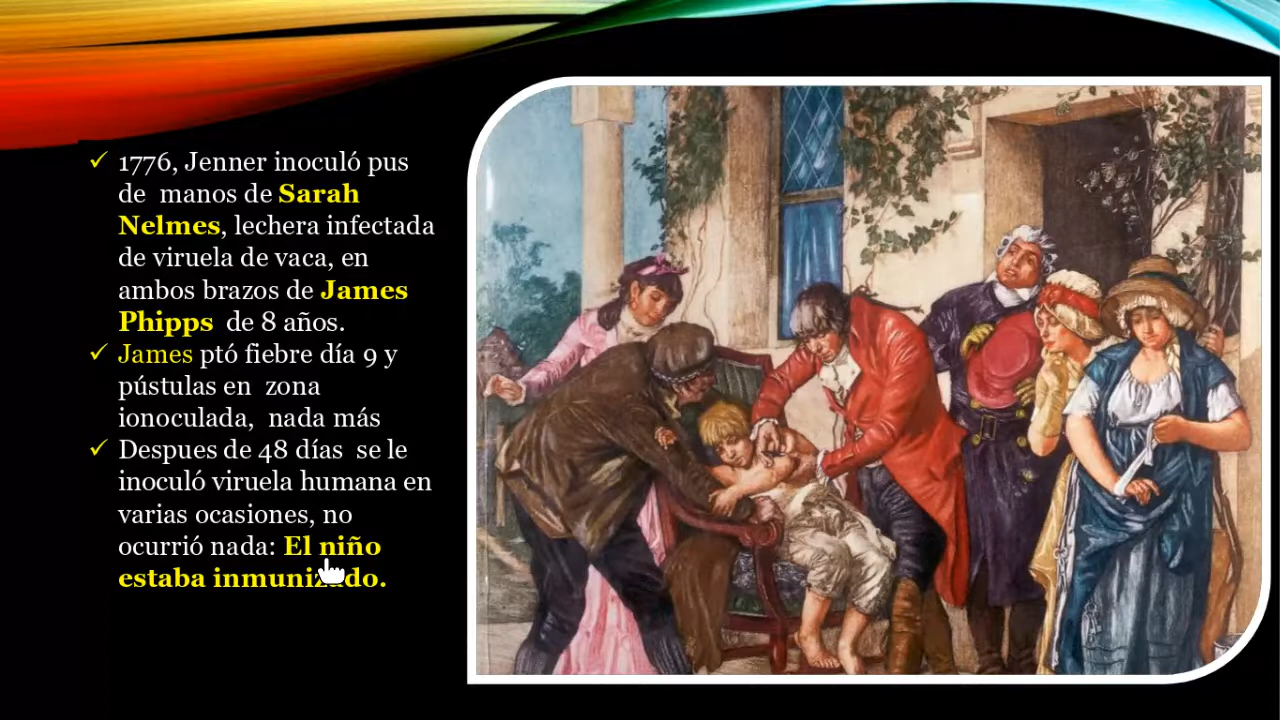 1776, Jenner inoculó pus
de manos de Sarah
Nelmes, lechera infectada
de viruela de vaca, en
ambos brazos de James
Phipps de 8 años.
James ptó fiebre día 9 y
pústulas en zona
ionoculada, nada más
Despues de 48 días se le
inoculó viruela humana en
varias ocasiones, no
ocurrió nada: El niño
estaba inmunizado.